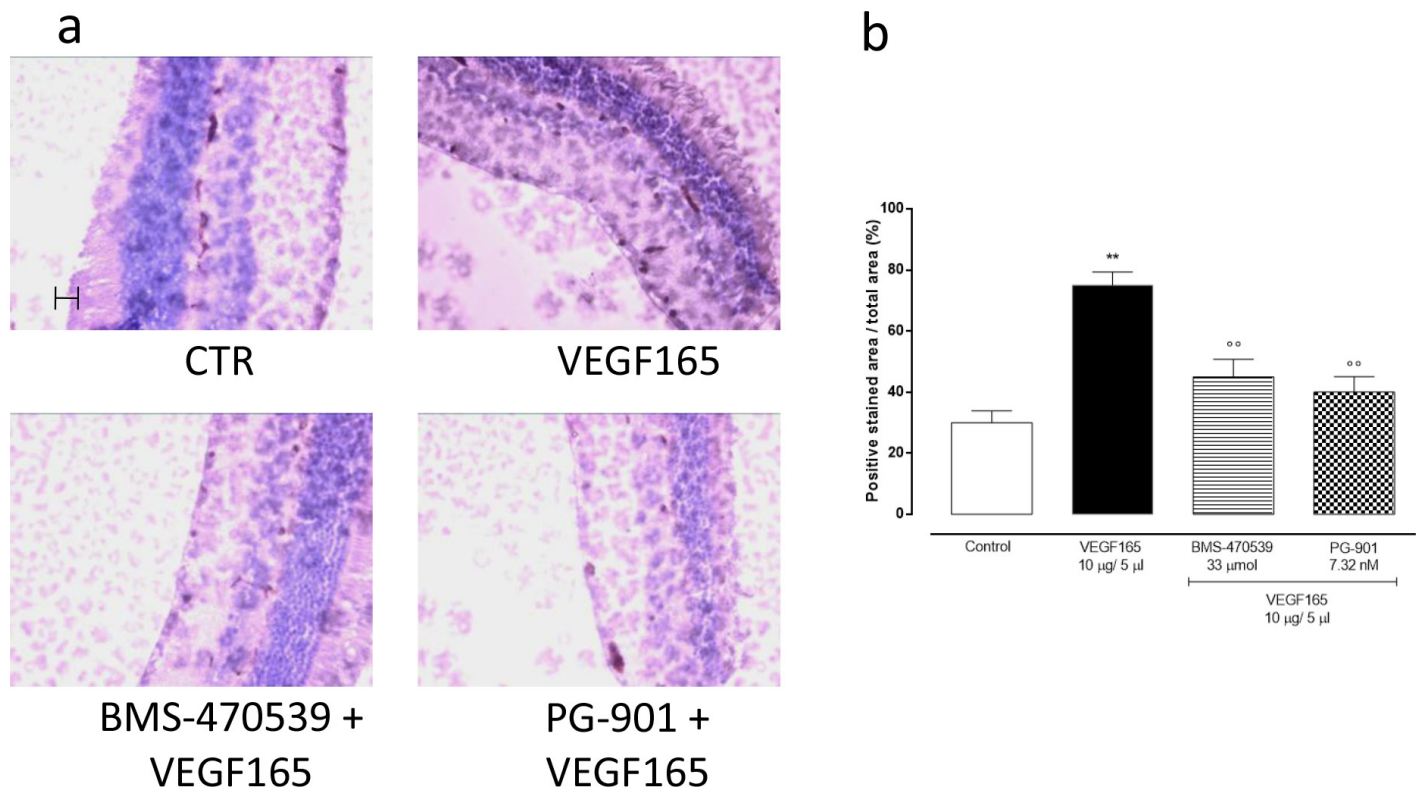 a
CTR
VEGF165
BMS-470539 +
VEGF165
PG-901 +
VEGF165
b
Positive stained area / total area (%)
100
80
60
40
20
0
**
°°
°°
Control
VEGF165
10 µg/ 5 µl
BMS-470539
33 µmol
PG-901
7.32 nM
VEGF165
10 µg/ 5 µl